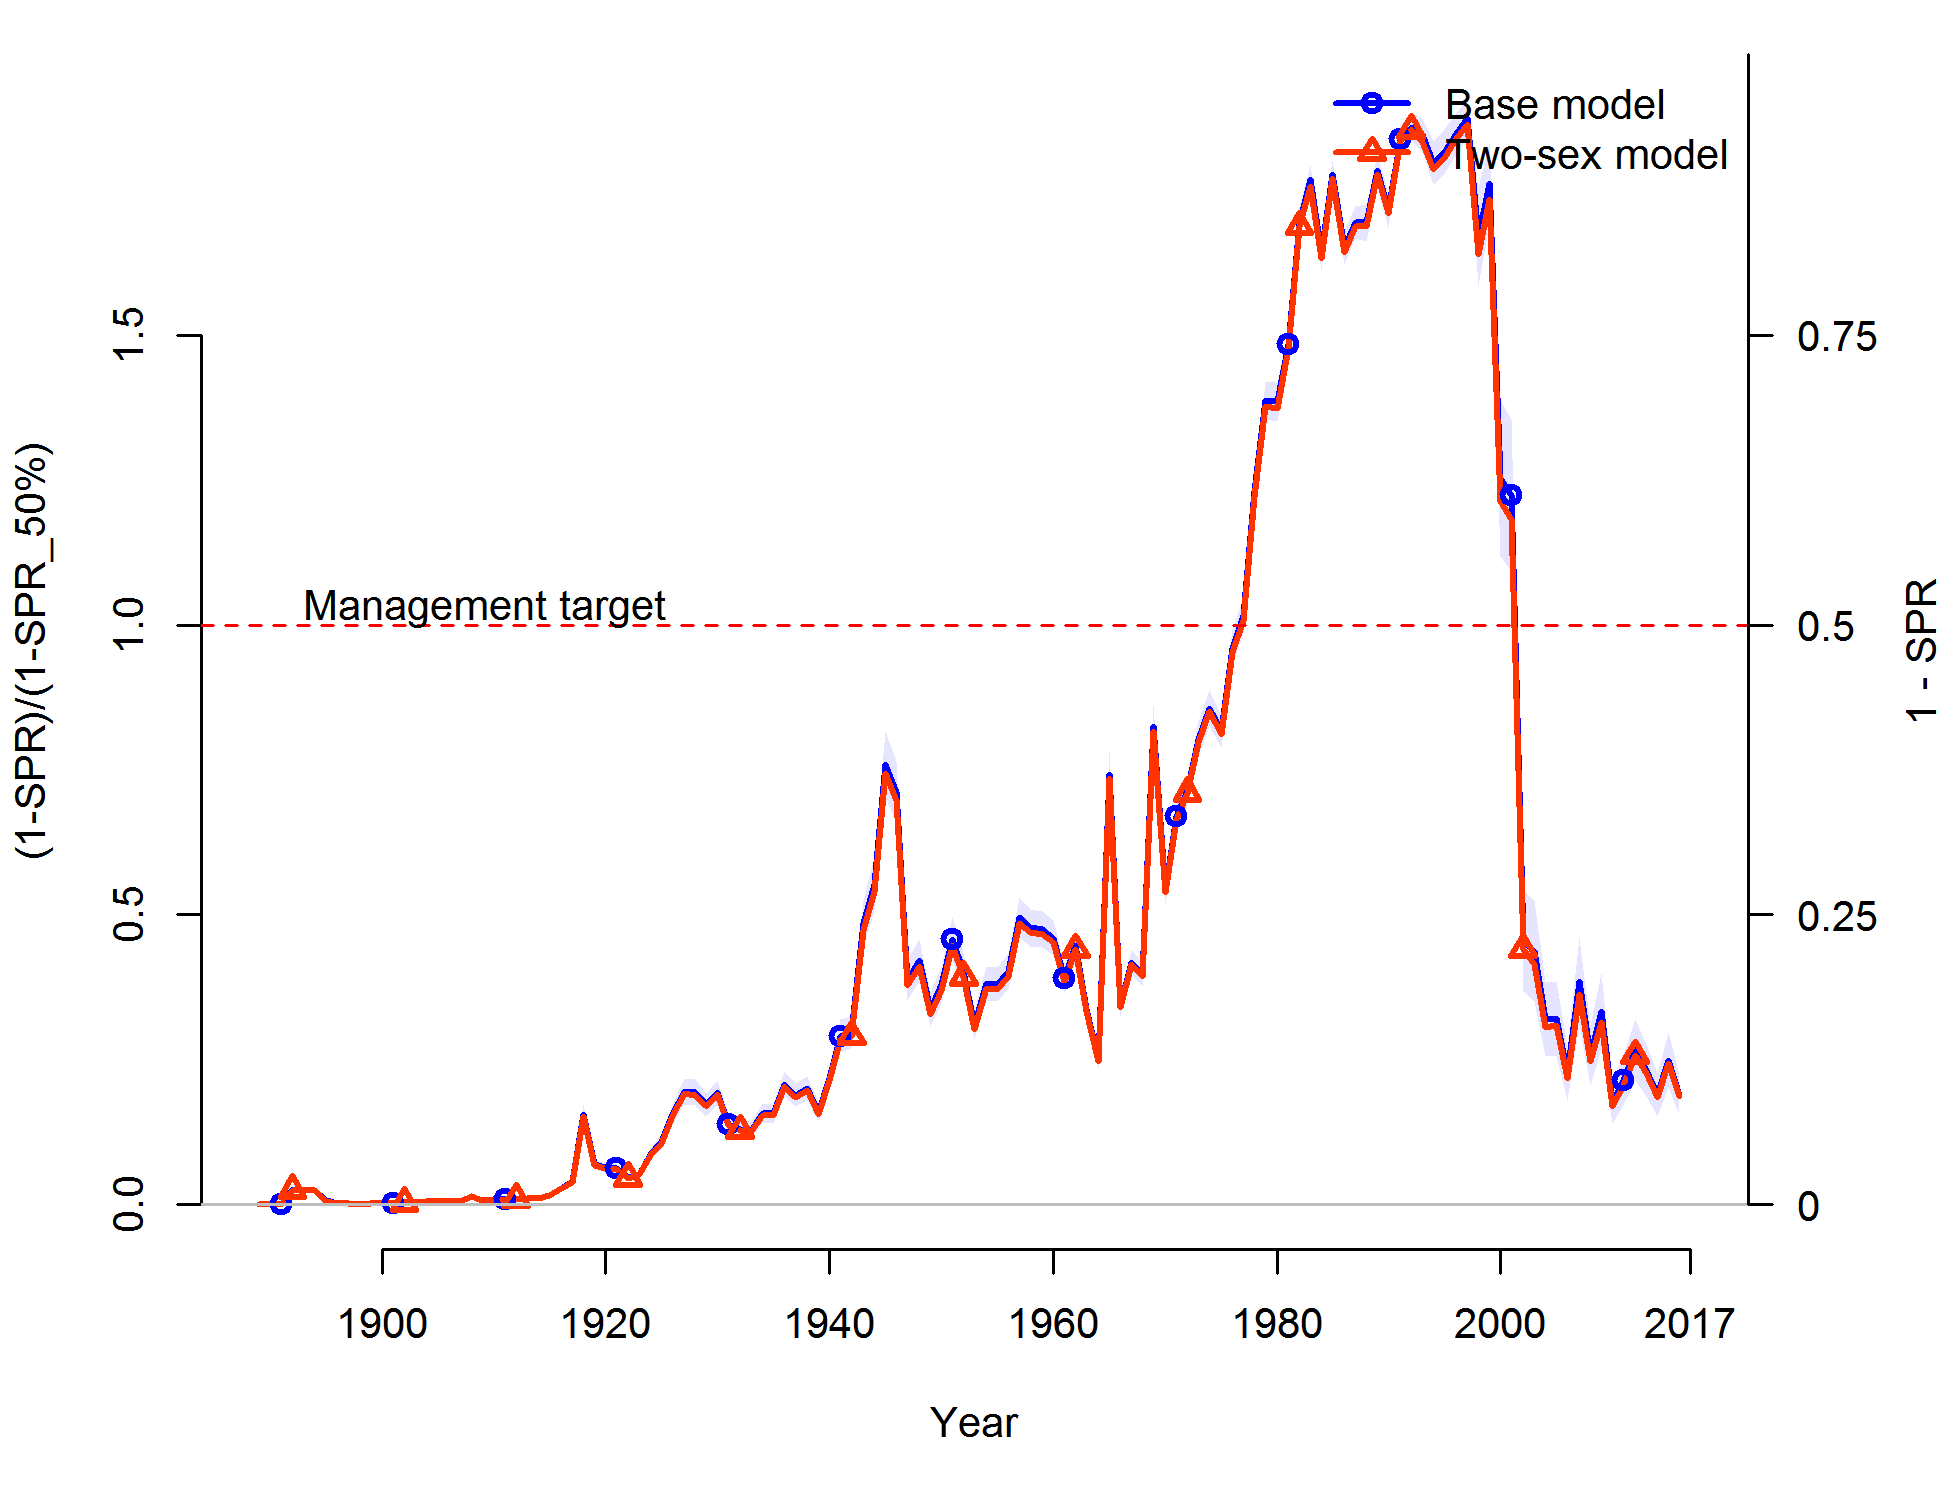 Base model
Two-sex model
Management target
(1-SPR)/(1-SPR_50%)
0.0
0.5
1.0
1.5
1 - SPR
0
0.25
0.5
0.75
1900
1920
1940
1960
1980
2000
2017
Year